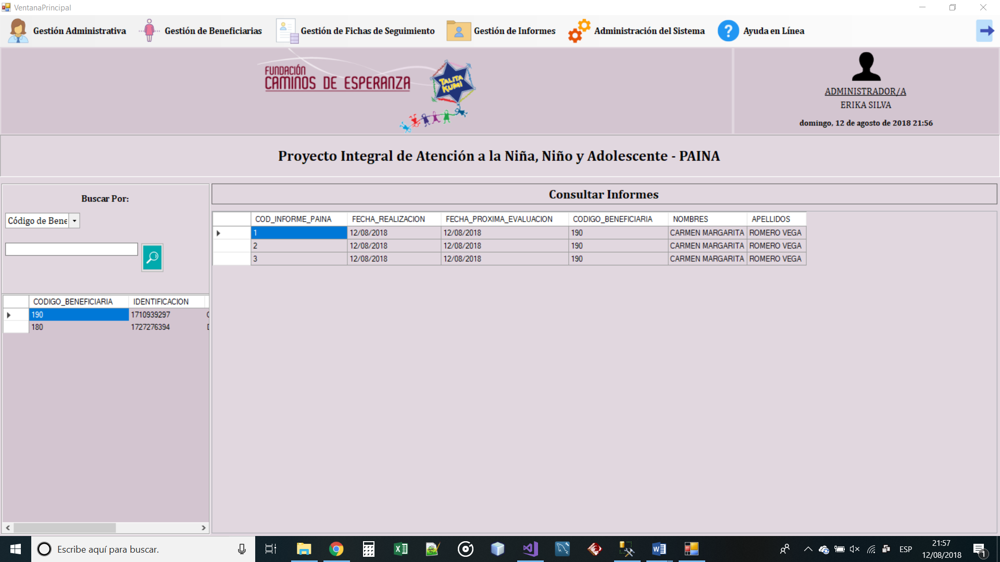 VentanaPrincipal
Gestión Administrativa Gestión de Beneficiarias Gestión de Fichas de Seguimiento Gestión de Informes Administración del Sistema ? Ayuda en Línea
FUNDACIÓN
CAMINOS DE ESPERANZA
TALITA
KUMI
ADMINISTRADOR/A
ERIKA SILVA
domingo, 12 de agosto de 2018 21:56
Proyecto Integral de Atención a la Niña, Niño y Adolescente - PAINA
Buscar Por:
Código de Bene
CODIGO_BENEFICIARIA IDENTIFICACION
190 1710939297
180 1727276394
Consultar Informes
COD_INFORME_PAINA FECHA_REALIZACION FECHA_PROXIMA_EVALUACION CODIGO_BENEFICIARIA NOMBRES APELLIDOS
1 12/08/2018 12/08/2018 190 CARMEN MARGARITA ROMERO VEGA
2 12/08/2018 12/08/2018 190 CARMEN MARGARITA ROMERO VEGA
3 12/08/2018 12/08/2018 190 CARMEN MARGARITA ROMERO VEGA
Escribe aquí para buscar.
ESP
21:57
12/08/2018
1